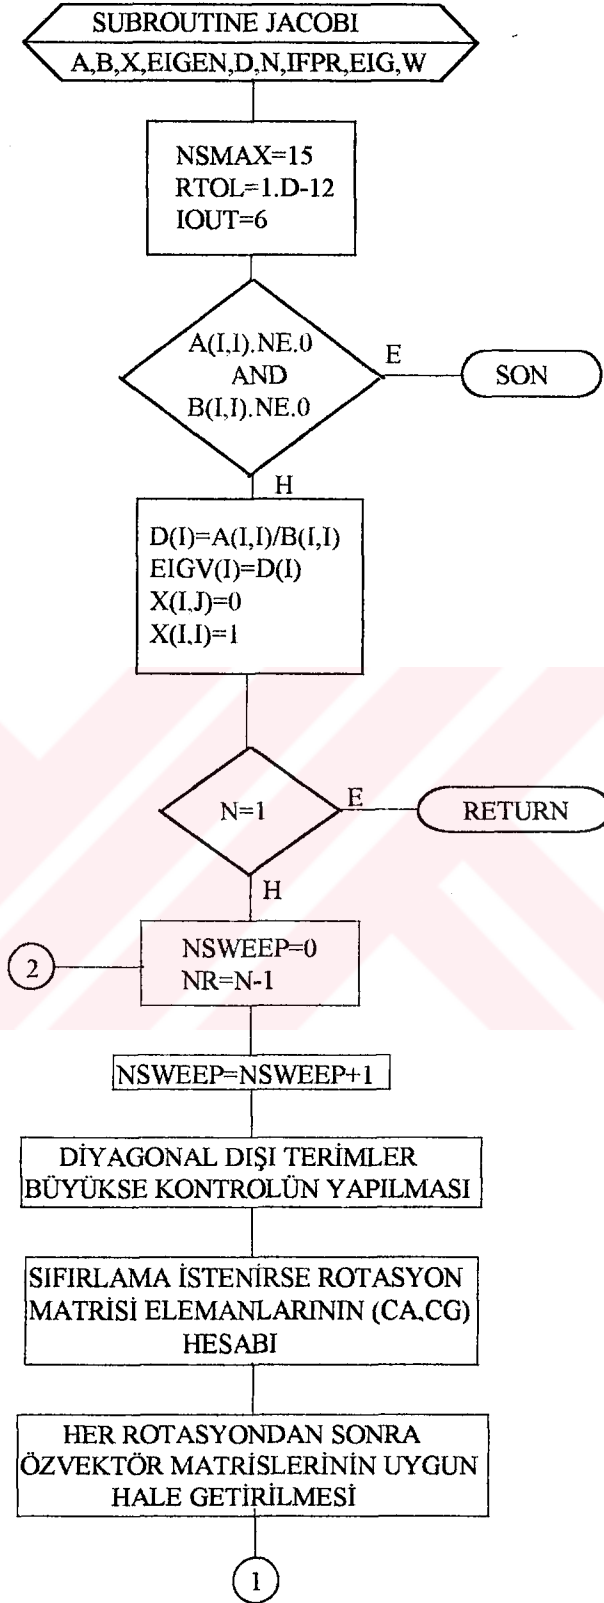 SUBROUTINE JACOBI
A,B,X,EIGEN,D,N,IFPR,EIG,W
NSMAX=15
RTOL=1.D-12
IOUT=6
A(I,I).NE.0
AND
B(I,I).NE.0
E
SON
H
D(I)=A(I,I)/B(I,I)
EIGV(I)=D(I)
X(I,J)=0
X(I,I)=1
N=1
E
RETURN
H
2
NSWEEP=0
NR=N-1
NSWEEP=NSWEEP+1
DİYAGONAL DIŞI TERİMLER
BÜYÜKSE KONTROLÜN YAPILMASI
SIFIRLAMA İSTENİRSE ROTASYON
MATRİSİ ELEMANLARININ (CA,CG)
HESABI
HER ROTASYONDAN SONRA
ÖZVEKTÖR MATRİSLERİNİN UYGUN
HALE GETİRİLMESİ
1